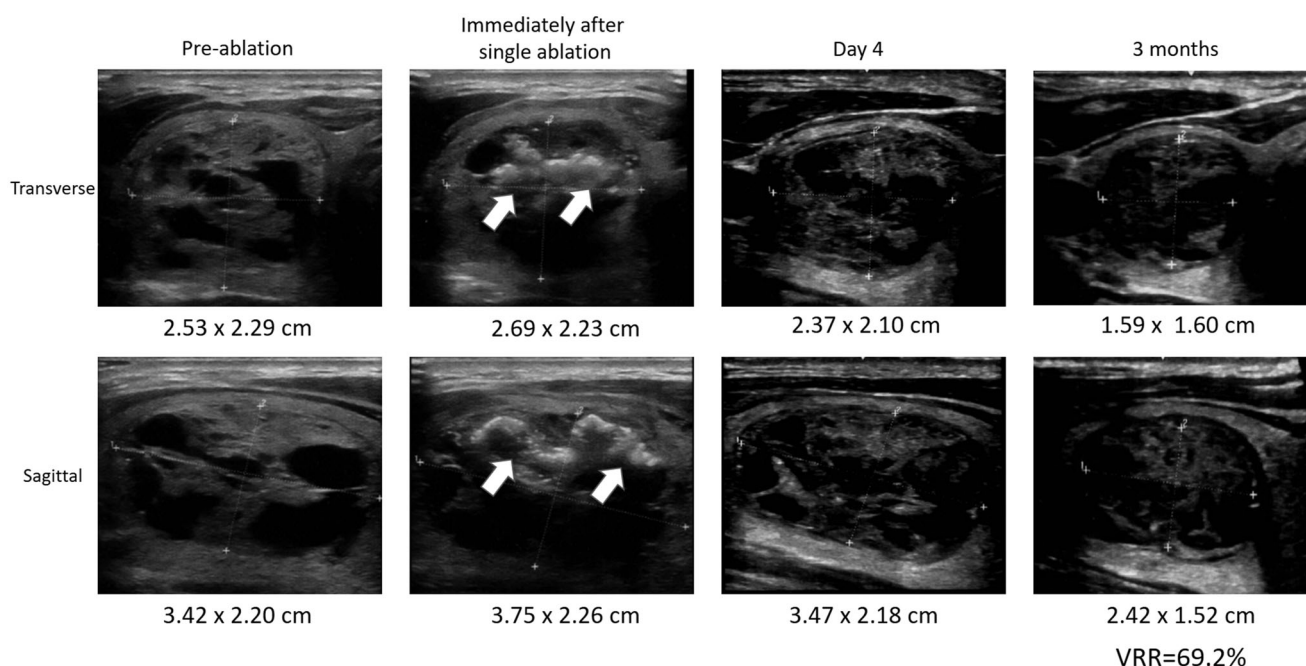 Pre-ablation
Immediately after
single ablation
Day 4
3 months
Transverse
2.53 x 2.29 cm
2.69 x 2.23 cm
2.37 x 2.10 cm
1.59 x 1.60 cm
Sagittal
3.42 x 2.20 cm
3.75 x 2.26 cm
3.47 x 2.18 cm
2.42 x 1.52 cm
VRR=69.2%